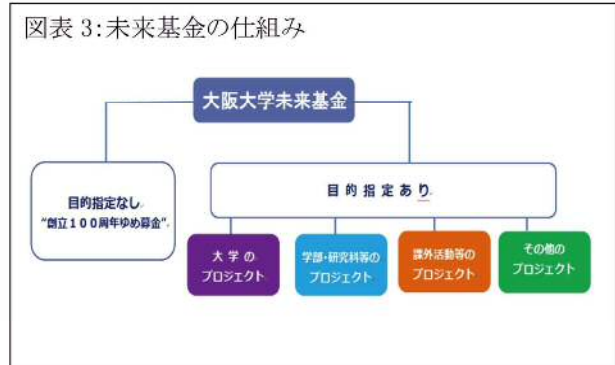 図表 3:未来基金の仕組み
大阪大学未来基金
目的指定なし
“創立１００周年ゆめ募金”
目 的 指 定 あ り
大 学 の
プロジェクト
学部・研究科等の
プロジェクト
課外活動等の
プロジェクト
その他の
プロジェクト